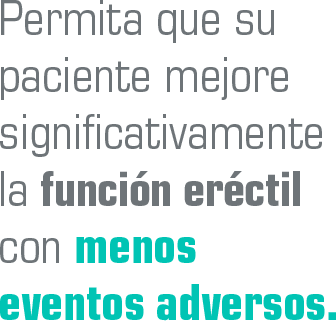 Permita que su
paciente mejore
significativamente
la función eréctil
con menos
eventos adversos.